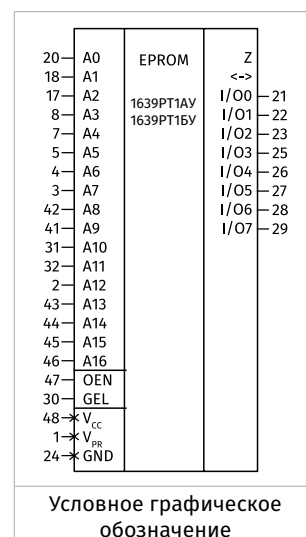 20 A0 EPROM Z
18 A1 <->
17 A2 1639РТ1АУ I/O0 21
8 A3 1639РТ1БУ I/O1 22
7 A4 I/O2 23
5 A5 I/O3 25
4 A6 I/O4 26
3 A7 I/O5 27
42 A8 I/O6 28
41 A9 I/O7 29
31 A10
32 A11
2 A12
43 A13
44 A14
45 A15
46 A16
47 OEN
30 GEL
48 VCC
1 VPR
24 GND
Условное графическое
обозначение